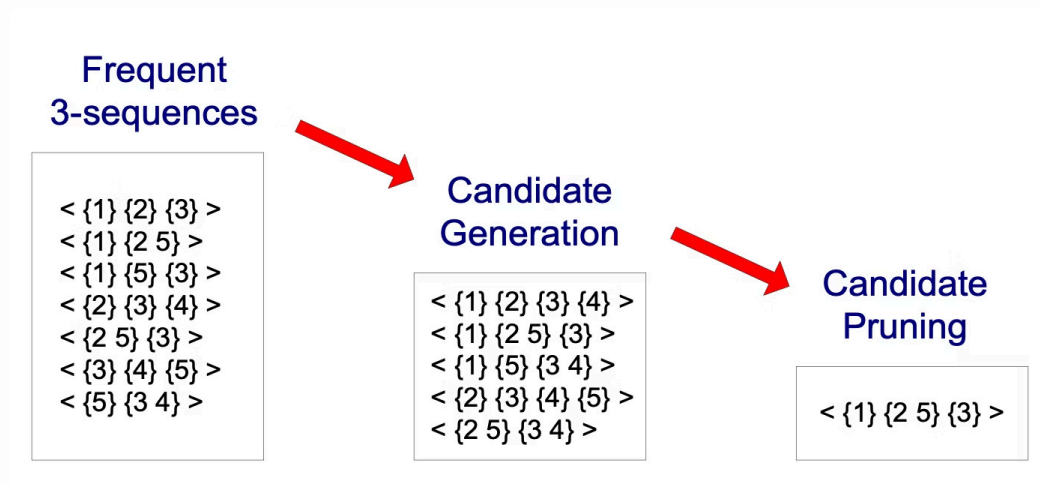 Frequent
3-sequences
< {1} {2} {3} >
< {1} {2 5} >
< {1} {5} {3} >
< {2} {3} {4} >
< {2 5} {3} >
< {3} {4} {5} >
< {5} {3 4} >
Candidate
Generation
< {1} {2} {3} {4} >
< {1} {2 5} {3} >
< {1} {5} {3 4} >
< {2} {3} {4} {5} >
< {2 5} {3 4} >
Candidate
Pruning
< {1} {2 5} {3} >